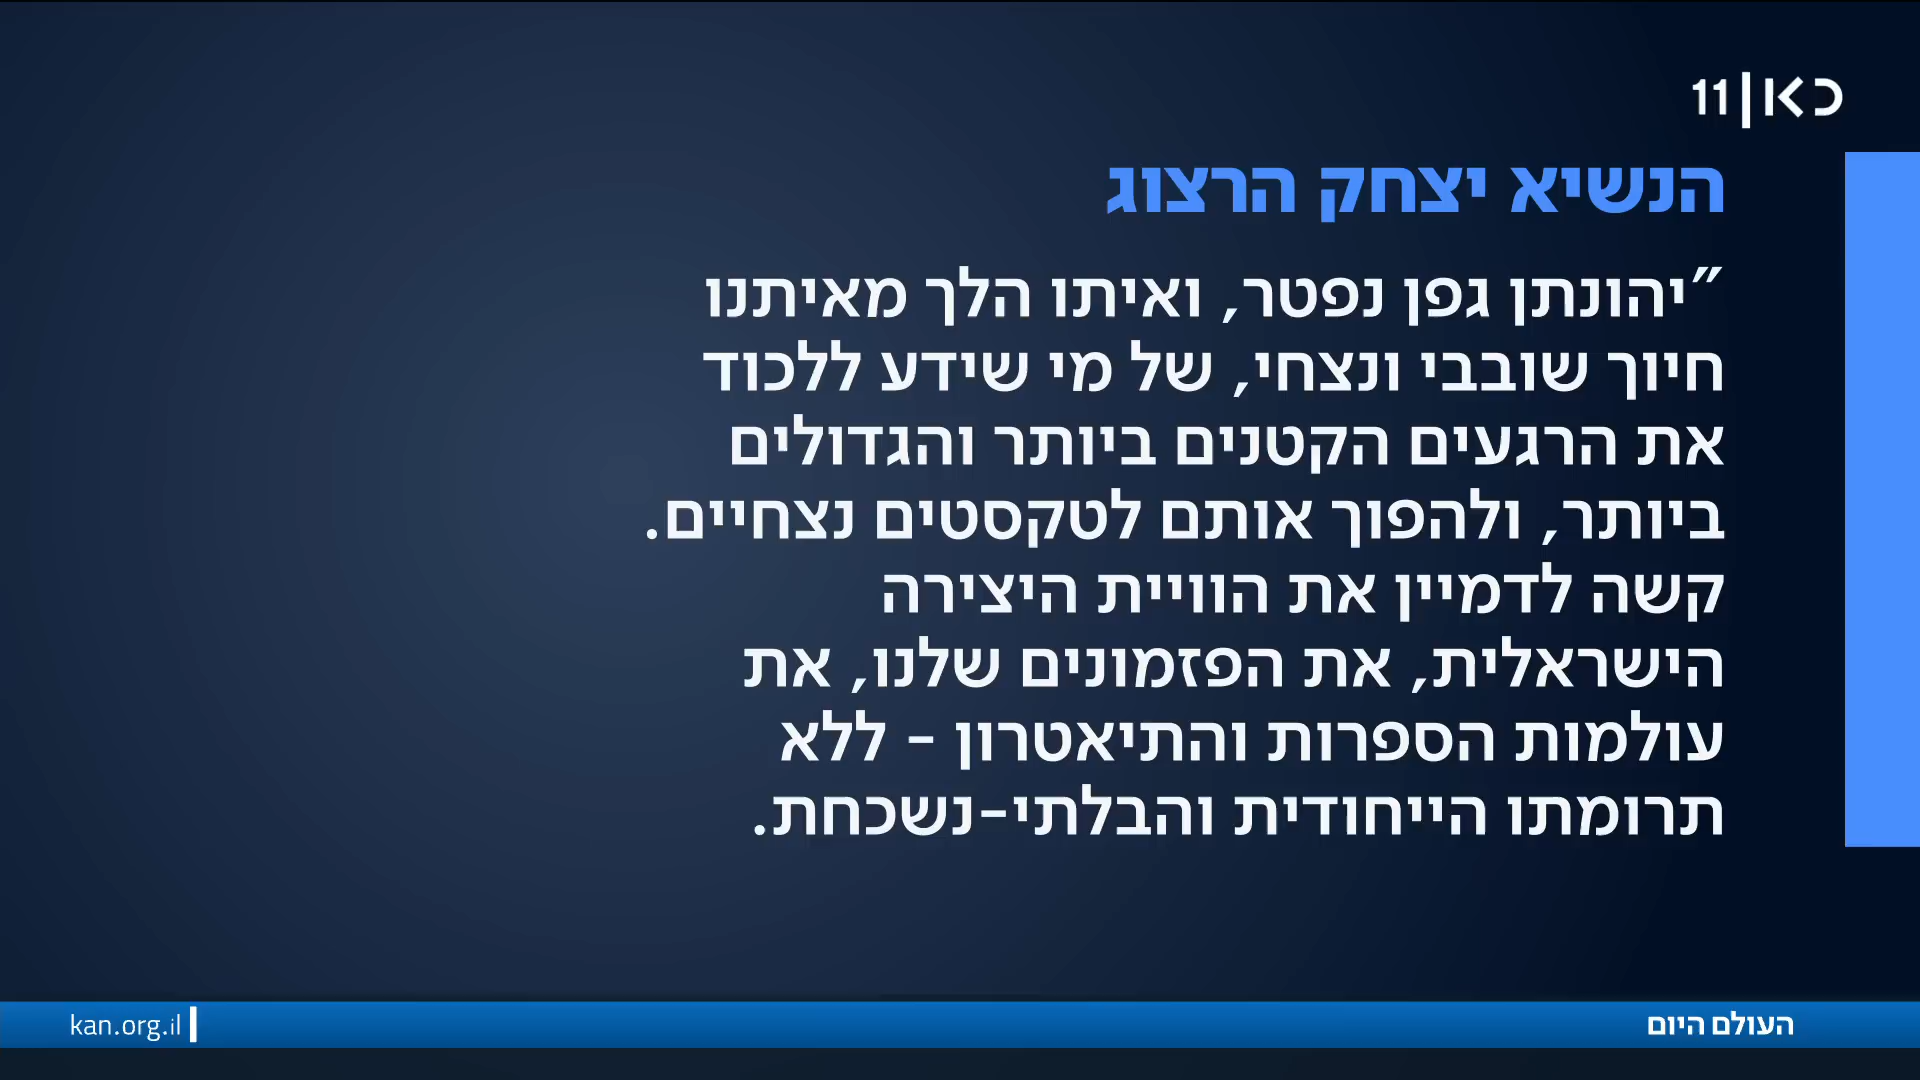 כאן|11
הנשיא יצחק הרצוג
"יהונתן גפן נפטר, ואיתו הלך מאיתנו
חיוך שובבי ונצחי, של מי שידע ללכוד
את הרגעים הקטנים ביותר והגדולים
ביותר, ולהפוך אותם לטקסטים נצחיים.
קשה לדמיין את הוויית היצירה
הישראלית, את הפזמונים שלנו, את
עולמות הספרות והתיאטרון - ללא
תרומתו הייחודית והבלתי-נשכחת.
העולם היום
kan.org.il